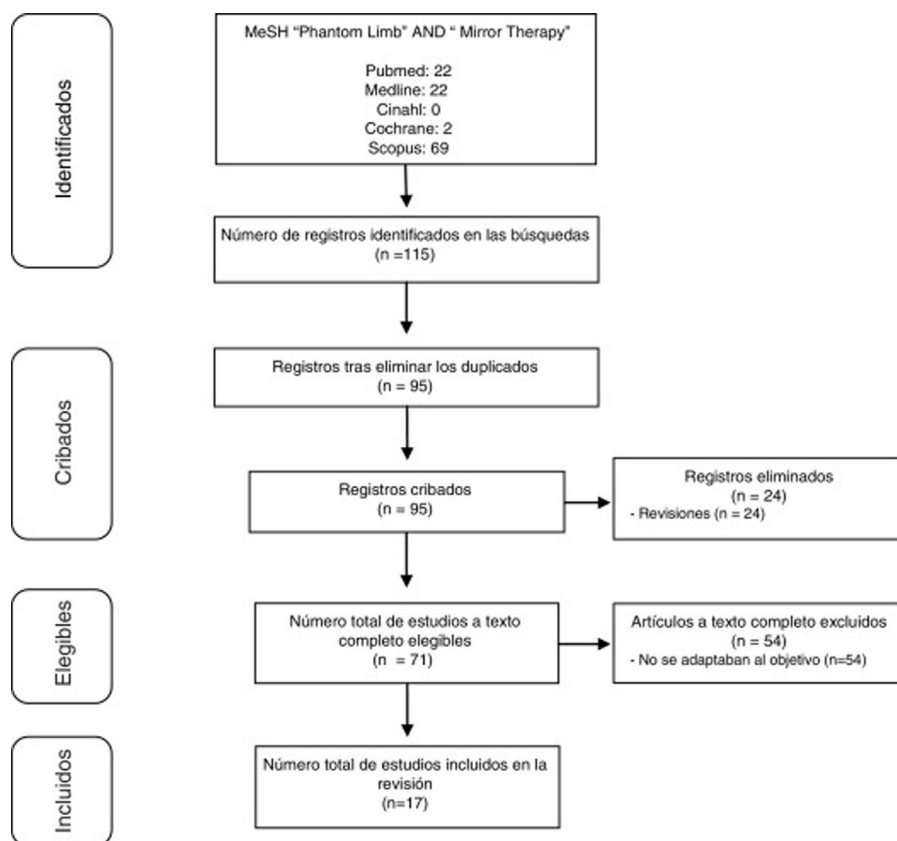 Identificados
MeSH “Phantom Limb” AND “ Mirror Therapy”
Pubmed: 22
Medline: 22
Cinahl: 0
Cochrane: 2
Scopus: 69
Número de registros identificados en las búsquedas
(n =115)
Cribados
Registros tras eliminar los duplicados
(n = 95)
Registros cribados
(n = 95)
Registros eliminados
(n = 24)
- Revisiones (n = 24)
Elegibles
Número total de estudios a texto
completo elegibles
(n = 71)
Artículos a texto completo excluidos
(n = 54)
- No se adaptaban al objetivo (n=54)
Incluidos
Número total de estudios incluidos en la
revisión
(n=17)